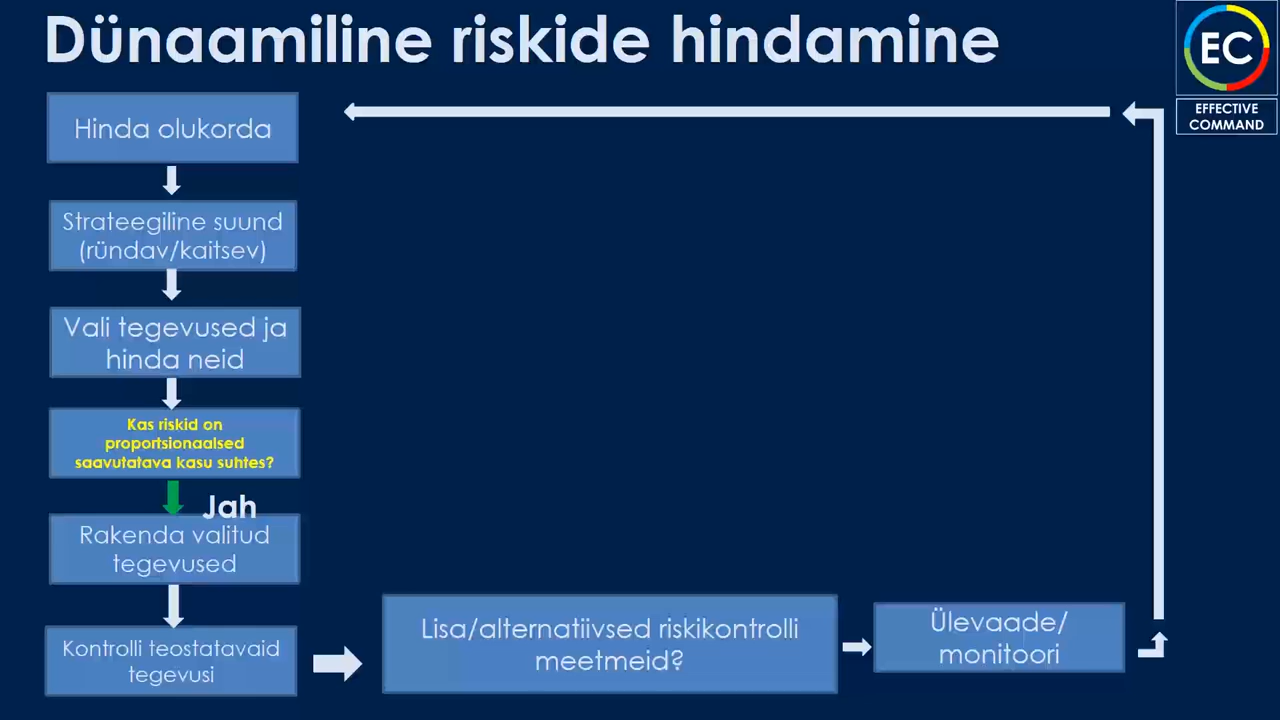 Dünaamiline riskide hindamine
EC
EFFECTIVE
COMMAND
Hinda olukorda
Strateegiline suund
(ründav/kaitsev)
Vali tegevused ja
hinda neid
Kas riskid on
proportsionaalsed
saavutatava kasu suhtes?
Jah
Rakenda valitud
tegevused
Kontrolli teostatavaid
tegevusi
Lisa/alternatiivsed riskikontrolli
meetmeid?
Ülevaade/
monitoori